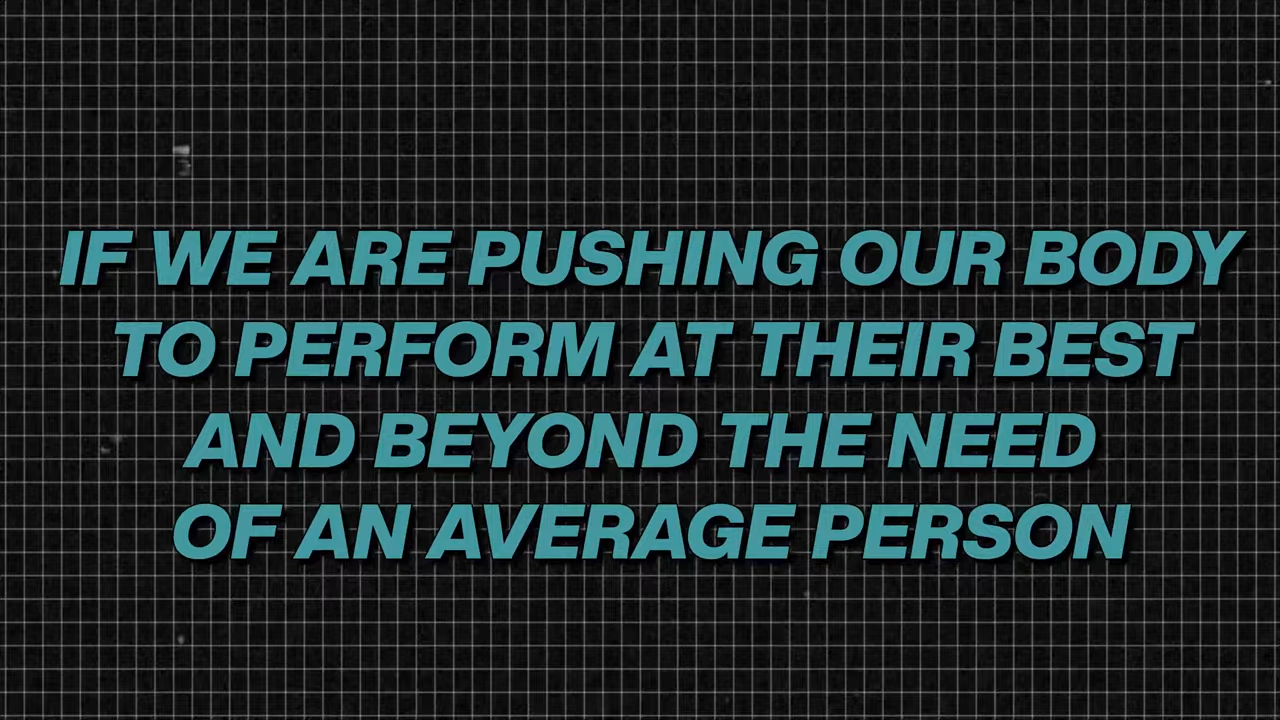 IF WE ARE PUSHING OUR BODY
TO PERFORM AT THEIR BEST
AND BEYOND THE NEED
OF AN AVERAGE PERSON